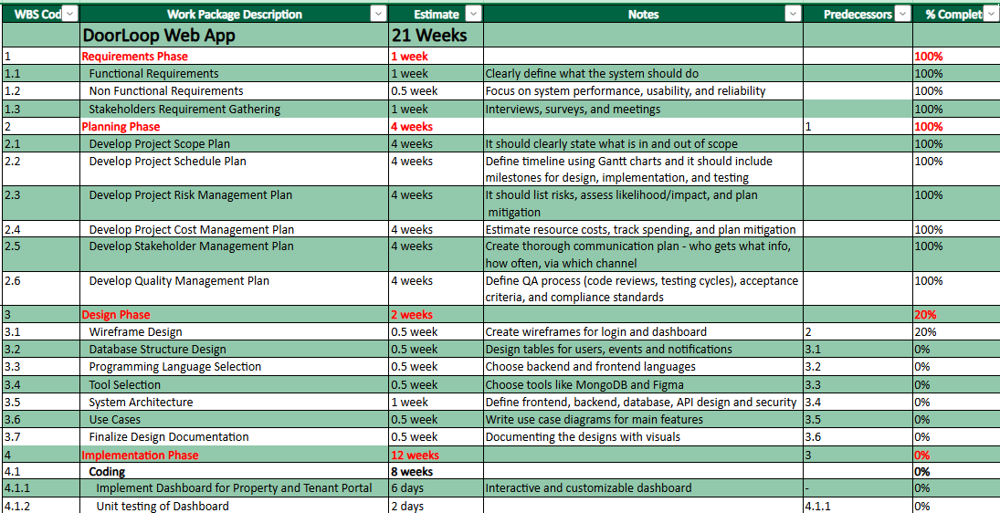 WBS Cod Work Package Description Estimate Notes Predecessors % Complet
DoorLoop Web App 21 Weeks
1 Requirements Phase 1 week 100%
1.1 Functional Requirements 1 week Clearly define what the system should do 100%
1.2 Non Functional Requirements 0.5 week Focus on system performance, usability, and reliability 100%
1.3 Stakeholders Requirement Gathering 1 week Interviews, surveys, and meetings 100%
2 Planning Phase 4 weeks 1 100%
2.1 Develop Project Scope Plan 4 weeks It should clearly state what is in and out of scope 100%
2.2 Develop Project Schedule Plan 4 weeks Define timeline using Gantt charts and it should include 100%
milestones for design, implementation, and testing
2.3 Develop Project Risk Management Plan 4 weeks It should list risks, assess likelihood/impact, and plan 100%
mitigation
2.4 Develop Project Cost Management Plan 4 weeks Estimate resource costs, track spending, and plan mitigation 100%
2.5 Develop Stakeholder Management Plan 4 weeks Create thorough communication plan - who gets what info, 100%
how often, via which channel
2.6 Develop Quality Management Plan 4 weeks Define QA process (code reviews, testing cycles), acceptance 100%
criteria, and compliance standards
3 Design Phase 2 weeks 20%
3.1 Wireframe Design 0.5 week Create wireframes for login and dashboard 2 20%
3.2 Database Structure Design 0.5 week Design tables for users, events and notifications 3.1 0%
3.3 Programming Language Selection 0.5 week Choose backend and frontend languages 3.2 0%
3.4 Tool Selection 0.5 week Choose tools like MongoDB and Figma 3.3 0%
3.5 System Architecture 1 week Define frontend, backend, database, API design and security 3.4 0%
3.6 Use Cases 0.5 week Write use case diagrams for main features 3.5 0%
3.7 Finalize Design Documentation 0.5 week Documenting the designs with visuals 3.6 0%
4 Implementation Phase 12 weeks 3 0%
4.1 Coding 8 weeks 0%
4.1.1 Implement Dashboard for Property and Tenant Portal 6 days Interactive and customizable dashboard - 0%
4.1.2 Unit testing of Dashboard 2 days 4.1.1 0%